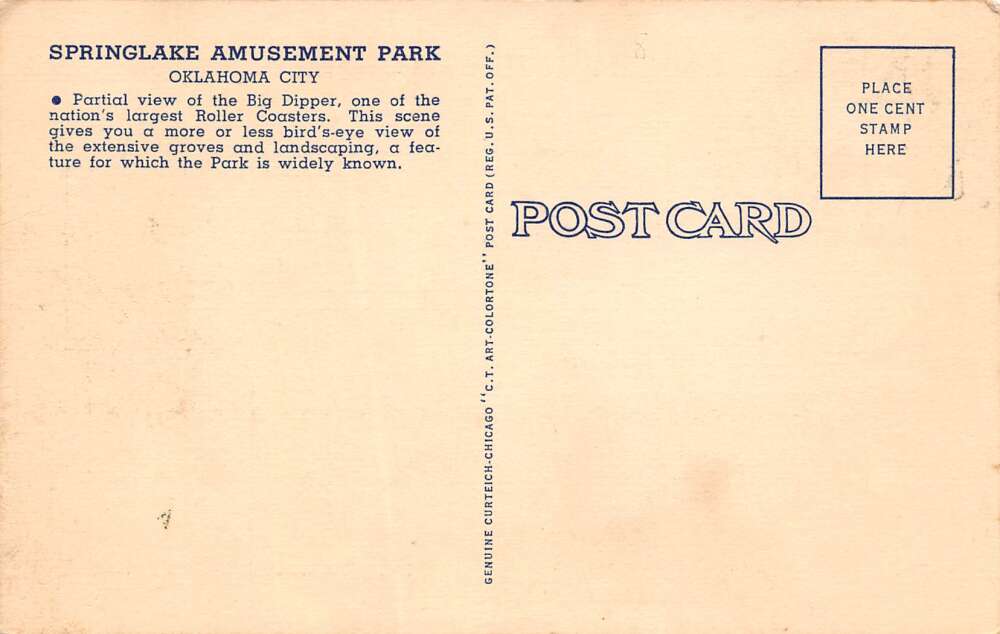 SPRINGLAKE AMUSEMENT PARK
OKLAHOMA CITY
● Partial view of the Big Dipper, one of the
nation's largest Roller Coasters. This scene
gives you a more or less bird's-eye view of
the extensive groves and landscaping, a fea-
ture for which the Park is widely known.
GENUINE CURTEICH-CHICAGO "C.T. ART-COLORTONE" POST CARD (REG. U.S. PAT. OFF.)
POST CARD
PLACE
ONE CENT
STAMP
HERE